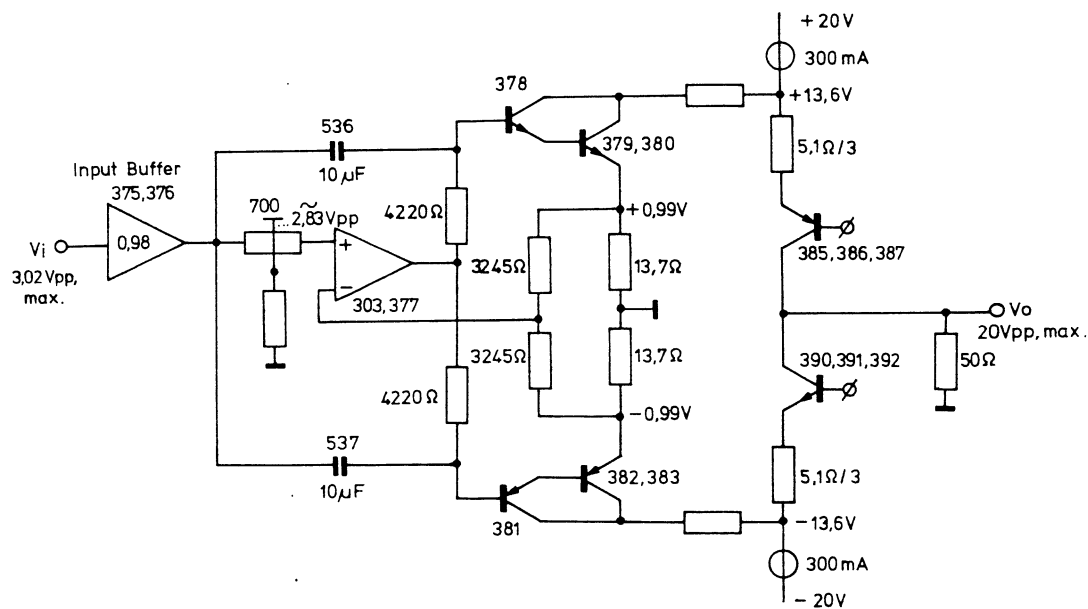 +20V
300mA
378
+13,6V
536
379,380
5,1Ω/3
10µF
Input Buffer
375,376
700
...2,83Vpp
4220Ω
+0,99V
0,98
Vi
+
385,386,387
3245Ω
13,7Ω
3,02Vpp,
max.
−
303,377
Vo
20Vpp, max.
3245Ω
13,7Ω
390,391,392
50Ω
4220Ω
−0,99V
537
382,383
5,1Ω/3
10µF
381
−13,6V
300mA
−20V